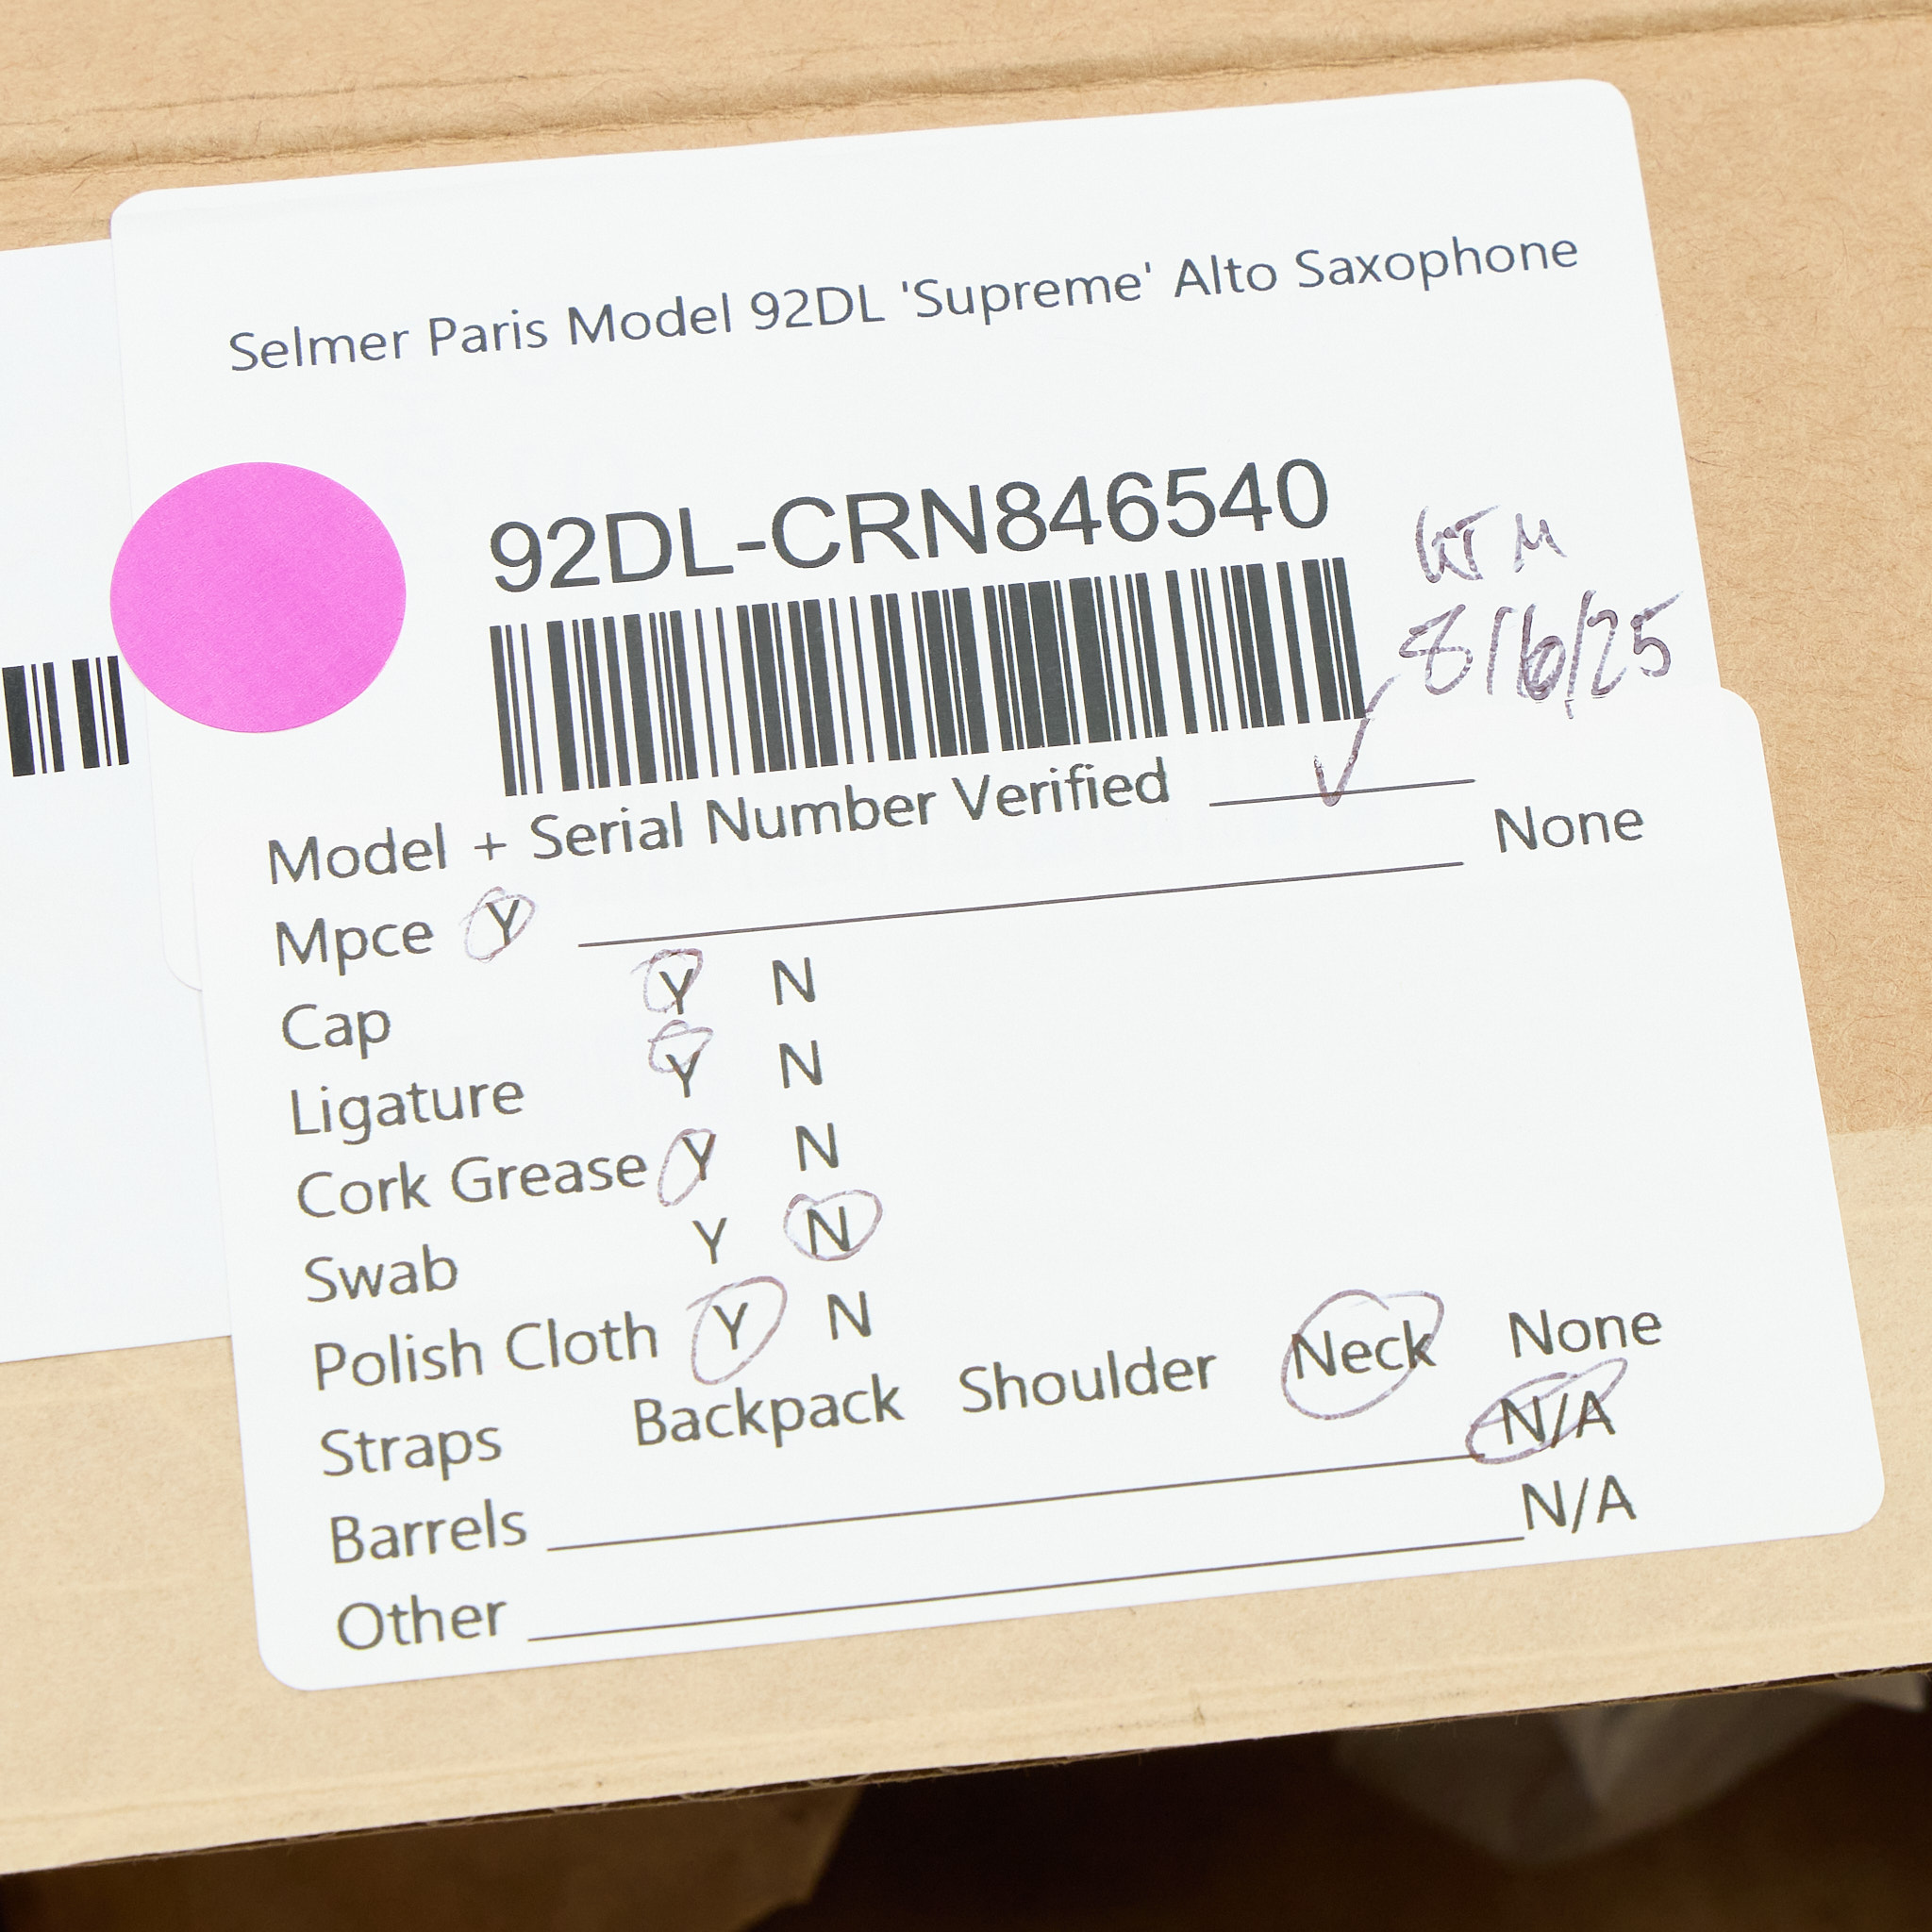 Selmer Paris Model 92DL 'Supreme' Alto Saxophone
92DL-CRN846540
8/6/25
Model + Serial Number Verified ✓
Mpce Y None
Cap Y N
Ligature Y N
Cork Grease Y N
Swab Y N
Polish Cloth Y N
Straps Backpack Shoulder Neck None
Barrels N/A
Other N/A